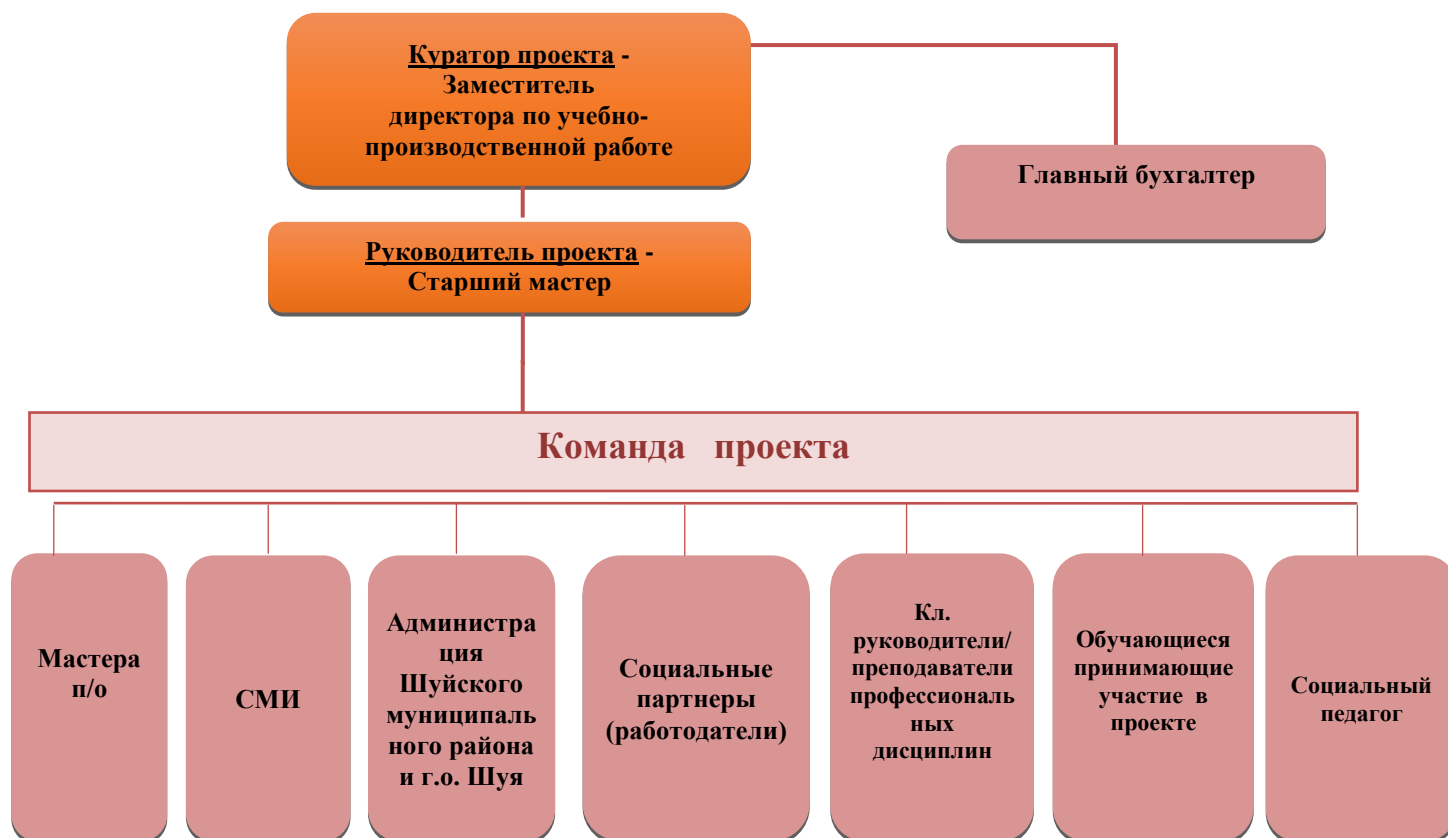 Куратор проекта -
Заместитель
директора по учебно-
производственной работе
Главный бухгалтер
Руководитель проекта -
Старший мастер
Команда проекта
Мастера
п/о
СМИ
Администра
ция
Шуйского
муниципаль
ного района
и г.о. Шуя
Социальные
партнеры
(работодатели)
Кл.
руководители/
преподаватели
профессиональ
ных
дисциплин
Обучающиеся
принимающие
участие в
проекте
Социальный
педагог